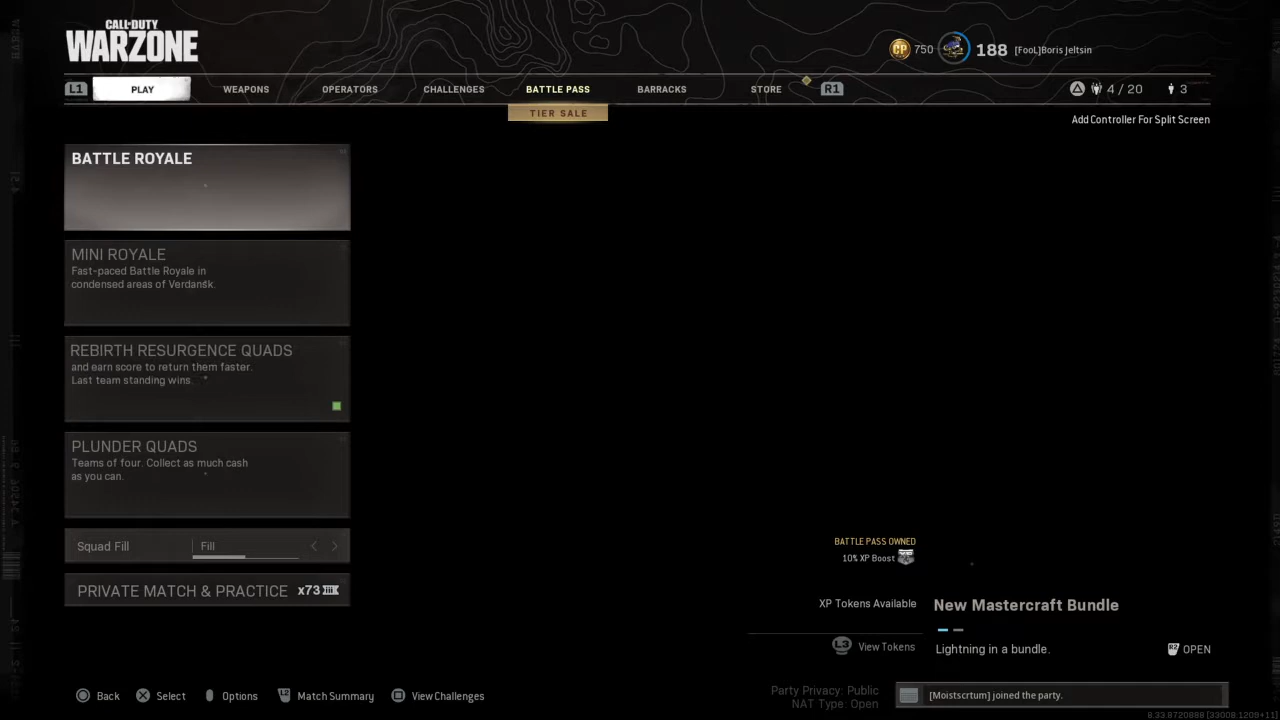 CALL OF DUTY
WARZONE
CP 750 188 [FooL]Boris Jeltsin
L1 PLAY WEAPONS OPERATORS CHALLENGES BATTLE PASS BARRACKS STORE R1 4 / 20 3
TIER SALE
Add Controller For Split Screen
BATTLE ROYALE
MINI ROYALE
Fast-paced Battle Royale in
condensed areas of Verdansk.
REBIRTH RESURGENCE QUADS
and earn score to return them faster.
Last team standing wins.
PLUNDER QUADS
Teams of four. Collect as much cash
as you can.
Squad Fill Fill
PRIVATE MATCH & PRACTICE x73
BATTLE PASS OWNED
10% XP Boost
XP Tokens Available
L3 View Tokens
New Mastercraft Bundle
Lightning in a bundle.
R2 OPEN
Back Select Options L2 Match Summary View Challenges
Party Privacy: Public
NAT Type: Open
[Moistscrtum] joined the party.